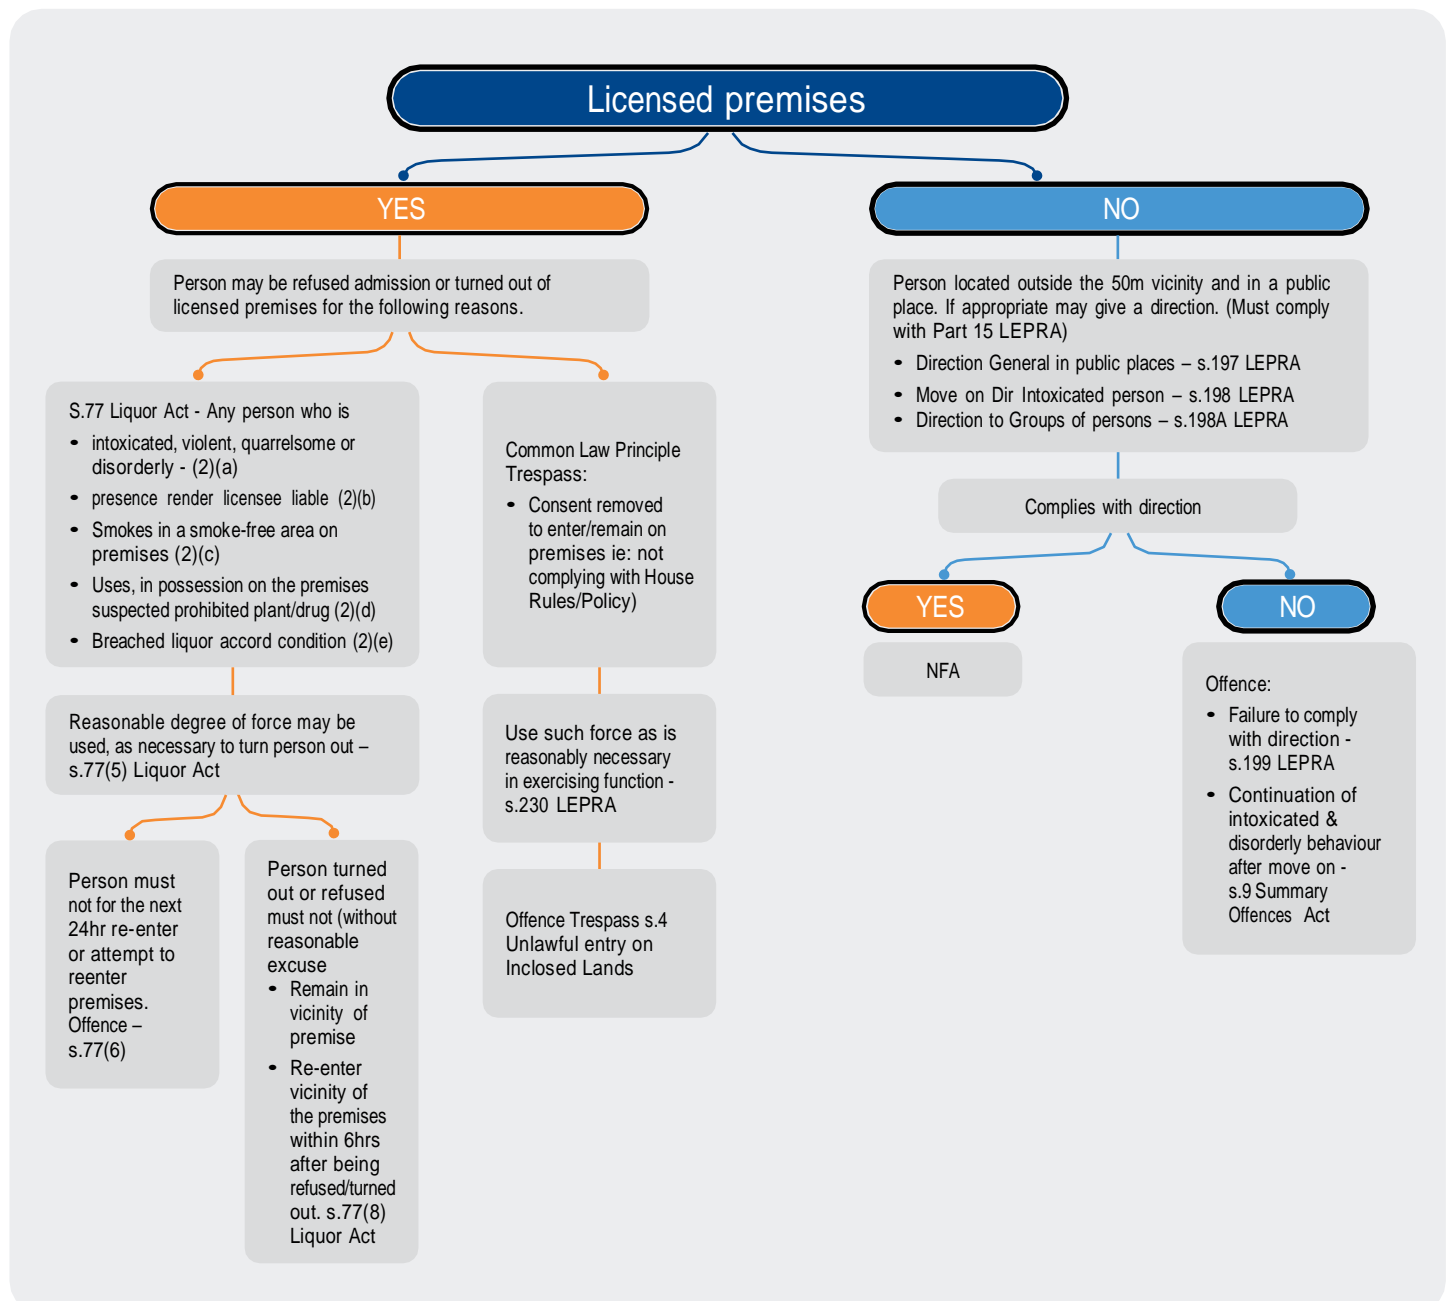 Licensed premises
YES
Person may be refused admission or turned out of
licensed premises for the following reasons.
S.77 Liquor Act - Any person who is
• intoxicated, violent, quarrelsome or
disorderly - (2)(a)
• presence render licensee liable (2)(b)
• Smokes in a smoke-free area on
premises (2)(c)
• Uses, in possession on the premises
suspected prohibited plant/drug (2)(d)
• Breached liquor accord condition (2)(e)
Reasonable degree of force may be
used, as necessary to turn person out –
s.77(5) Liquor Act
Person must
not for the next
24hr re-enter
or attempt to
reenter
premises.
Offence –
s.77(6)
Person turned
out or refused
must not (without
reasonable
excuse
• Remain in
vicinity of
premise
• Re-enter
vicinity of
the premises
within 6hrs
after being
refused/turned
out. s.77(8)
Liquor Act
Common Law Principle
Trespass:
• Consent removed
to enter/remain on
premises ie: not
complying with House
Rules/Policy)
Use such force as is
reasonably necessary
in exercising function -
s.230 LEPRA
Offence Trespass s.4
Unlawful entry on
Inclosed Lands
NO
Person located outside the 50m vicinity and in a public
place. If appropriate may give a direction. (Must comply
with Part 15 LEPRA)
• Direction General in public places – s.197 LEPRA
• Move on Dir Intoxicated person – s.198 LEPRA
• Direction to Groups of persons – s.198A LEPRA
Complies with direction
YES
NFA
NO
Offence:
• Failure to comply
with direction -
s.199 LEPRA
• Continuation of
intoxicated &
disorderly behaviour
after move on -
s.9 Summary
Offences Act